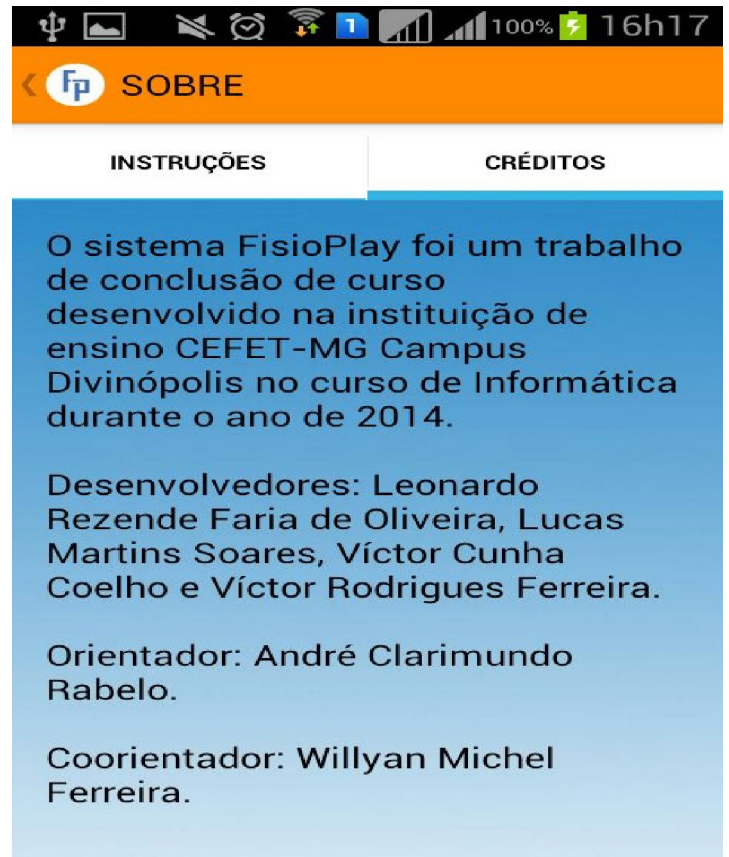 1 100% 16h17
Fp SOBRE
INSTRUÇÕES CRÉDITOS
O sistema FisioPlay foi um trabalho
de conclusão de curso
desenvolvido na instituição de
ensino CEFET-MG Campus
Divinópolis no curso de Informática
durante o ano de 2014.
Desenvolvedores: Leonardo
Rezende Faria de Oliveira, Lucas
Martins Soares, Víctor Cunha
Coelho e Víctor Rodrigues Ferreira.
Orientador: André Clarimundo
Rabelo.
Coorientador: Willyan Michel
Ferreira.